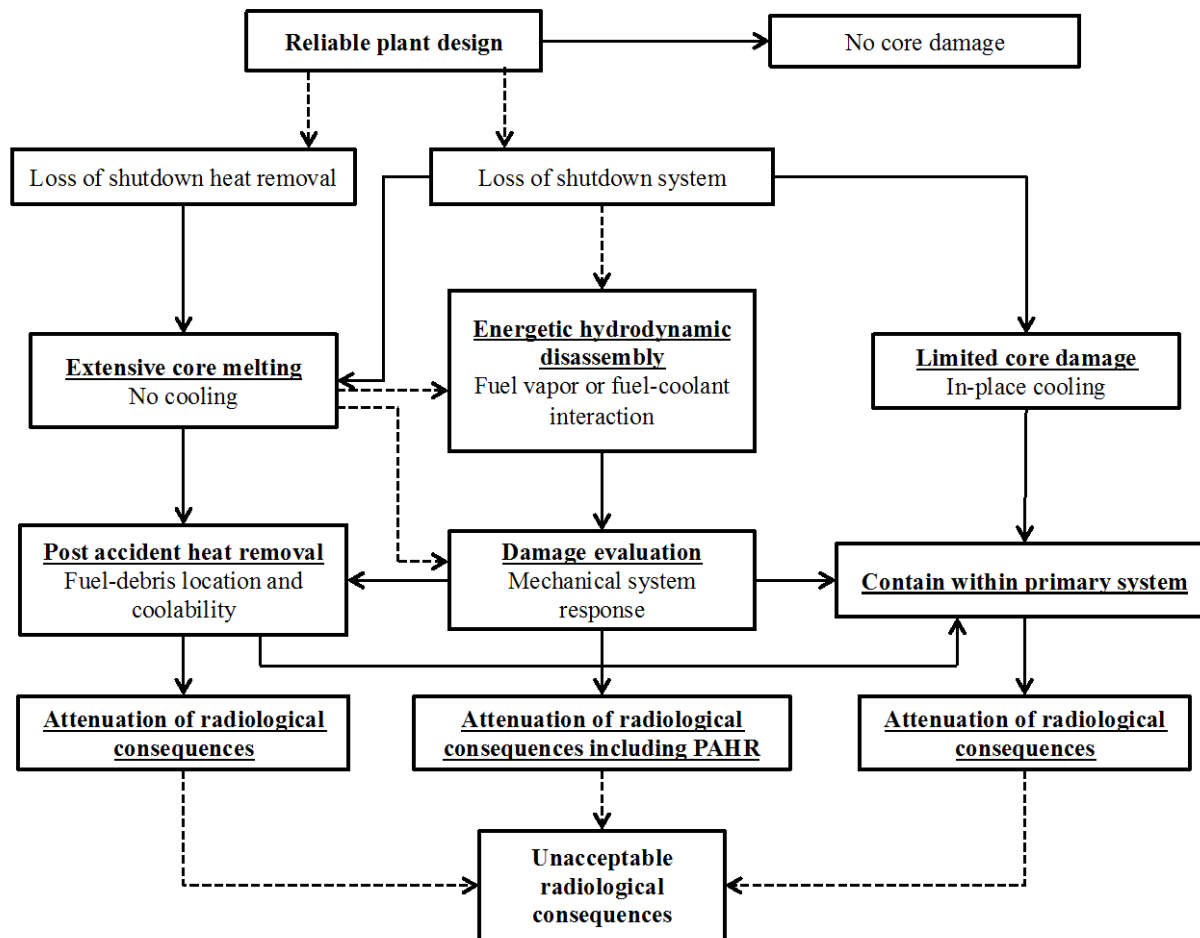 Reliable plant design
No core damage
Loss of shutdown heat removal
Loss of shutdown system
Extensive core melting
No cooling
Energetic hydrodynamic
disassembly
Fuel vapor or fuel-coolant
interaction
Limited core damage
In-place cooling
Post accident heat removal
Fuel-debris location and
coolability
Damage evaluation
Mechanical system
response
Contain within primary system
Attenuation of radiological
consequences
Attenuation of radiological
consequences including PAHR
Attenuation of radiological
consequences
Unacceptable
radiological
consequences